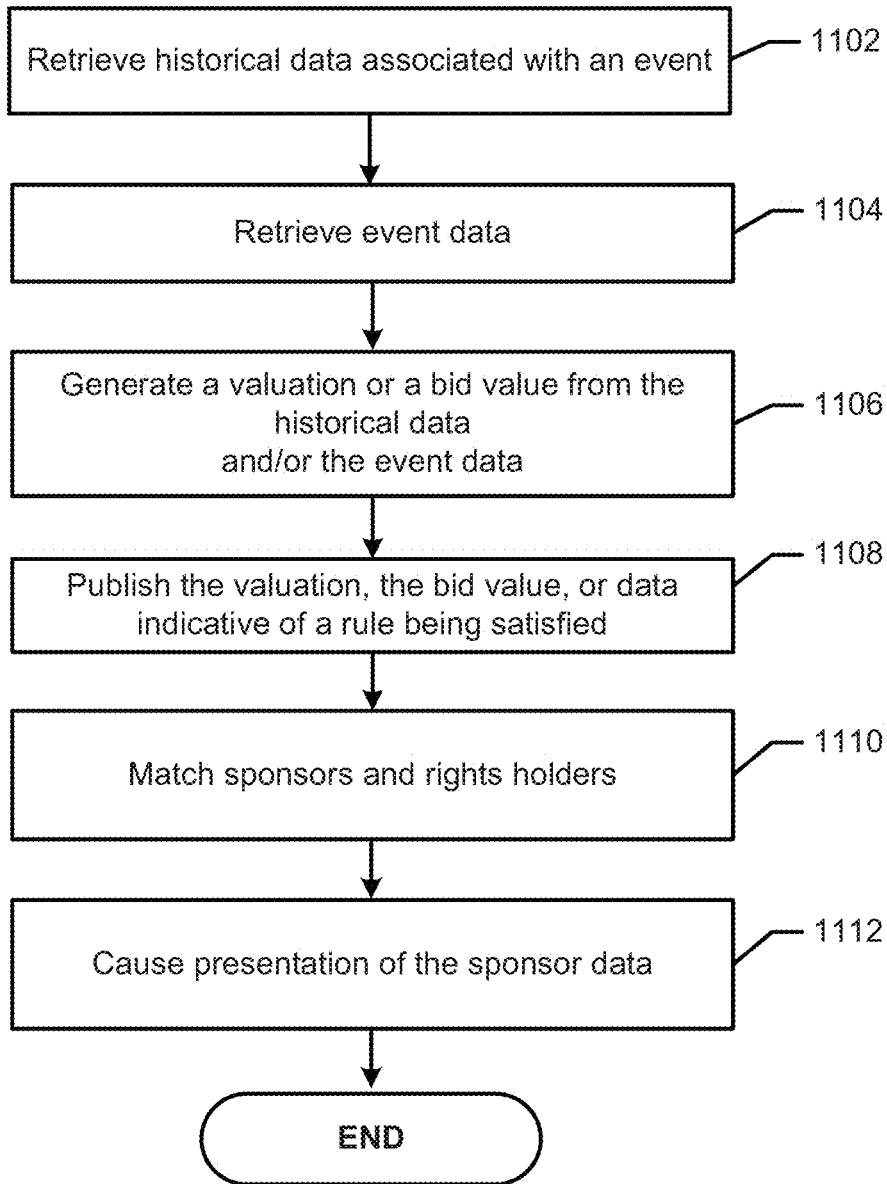 Retrieve historical data associated with an event
1102
Retrieve event data
1104
Generate a valuation or a bid value from the
historical data
and/or the event data
1106
Publish the valuation, the bid value, or data
indicative of a rule being satisfied
1108
Match sponsors and rights holders
1110
Cause presentation of the sponsor data
1112
END